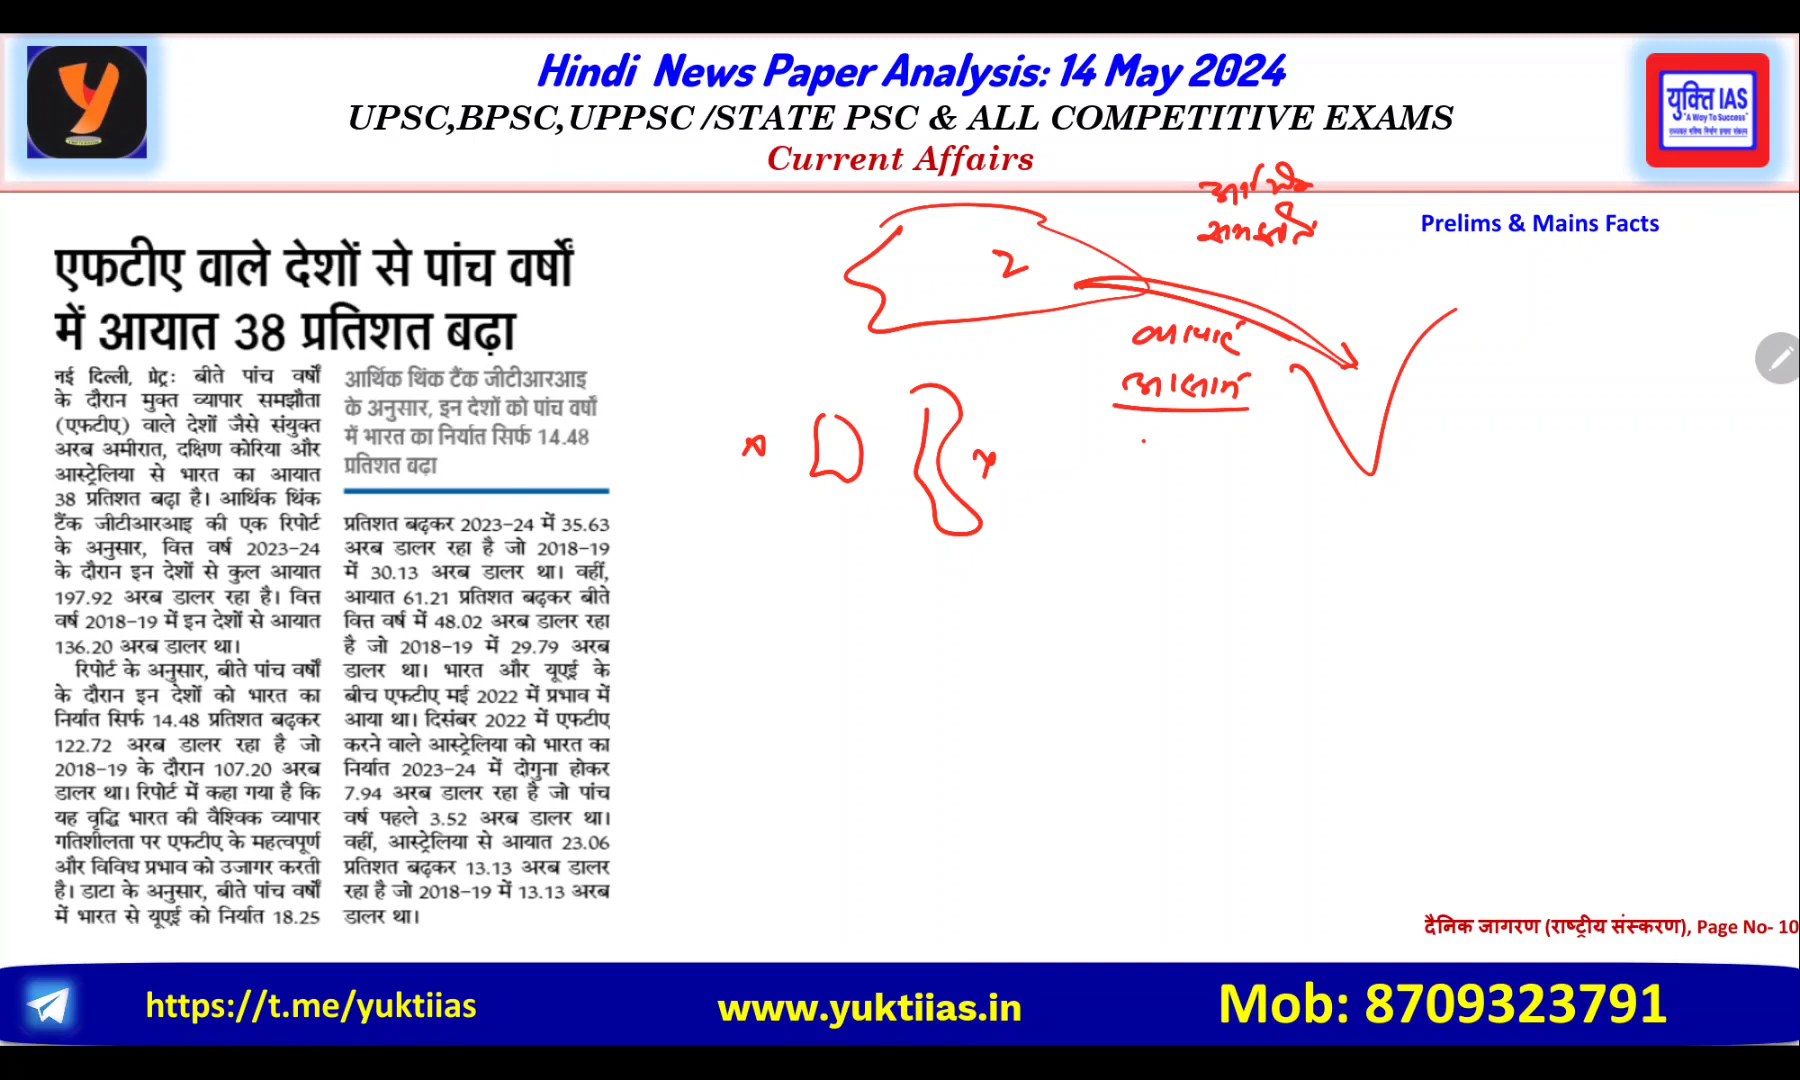 Hindi News Paper Analysis: 14 May 2024
UPSC,BPSC,UPPSC /STATE PSC & ALL COMPETITIVE EXAMS
Current Affairs
युक्ति IAS
"A Way To Success"
Prelims & Mains Facts
आर्थिक
समझौते
2
व्यापार
आसान
एफटीए वाले देशों से पांच वर्षों
में आयात 38 प्रतिशत बढ़ा
नई दिल्ली, प्रेट्र: बीते पांच वर्षों
के दौरान मुक्त व्यापार समझौता
(एफटीए) वाले देशों जैसे संयुक्त
अरब अमीरात, दक्षिण कोरिया और
आस्ट्रेलिया से भारत का आयात
38 प्रतिशत बढ़ा है। आर्थिक थिंक
टैंक जीटीआरआइ की एक रिपोर्ट
के अनुसार, वित्त वर्ष 2023-24
के दौरान इन देशों से कुल आयात
197.92 अरब डालर रहा है। वित्त
वर्ष 2018-19 में इन देशों से आयात
136.20 अरब डालर था।
रिपोर्ट के अनुसार, बीते पांच वर्षों
के दौरान इन देशों को भारत का
निर्यात सिर्फ 14.48 प्रतिशत बढ़कर
122.72 अरब डालर रहा है जो
2018-19 के दौरान 107.20 अरब
डालर था। रिपोर्ट में कहा गया है कि
यह वृद्धि भारत की वैश्विक व्यापार
गतिशीलता पर एफटीए के महत्वपूर्ण
और विविध प्रभाव को उजागर करती
है। डाटा के अनुसार, बीते पांच वर्षों
में भारत से यूएई को निर्यात 18.25
आर्थिक थिंक टैंक जीटीआरआइ
के अनुसार, इन देशों को पांच वर्षों
में भारत का निर्यात सिर्फ 14.48
प्रतिशत बढ़ा
प्रतिशत बढ़कर 2023-24 में 35.63
अरब डालर रहा है जो 2018-19
में 30.13 अरब डालर था। वहीं,
आयात 61.21 प्रतिशत बढ़कर बीते
वित्त वर्ष में 48.02 अरब डालर रहा
है जो 2018-19 में 29.79 अरब
डालर था। भारत और यूएई के
बीच एफटीए मई 2022 में प्रभाव में
आया था। दिसंबर 2022 में एफटीए
करने वाले आस्ट्रेलिया को भारत का
निर्यात 2023-24 में दोगुना होकर
7.94 अरब डालर रहा है जो पांच
वर्ष पहले 3.52 अरब डालर था।
वहीं, आस्ट्रेलिया से आयात 23.06
प्रतिशत बढ़कर 13.13 अरब डालर
रहा है जो 2018-19 में 13.13 अरब
डालर था।
दैनिक जागरण (राष्ट्रीय संस्करण), Page No- 10
https://t.me/yuktiias
www.yuktiias.in
Mob: 8709323791